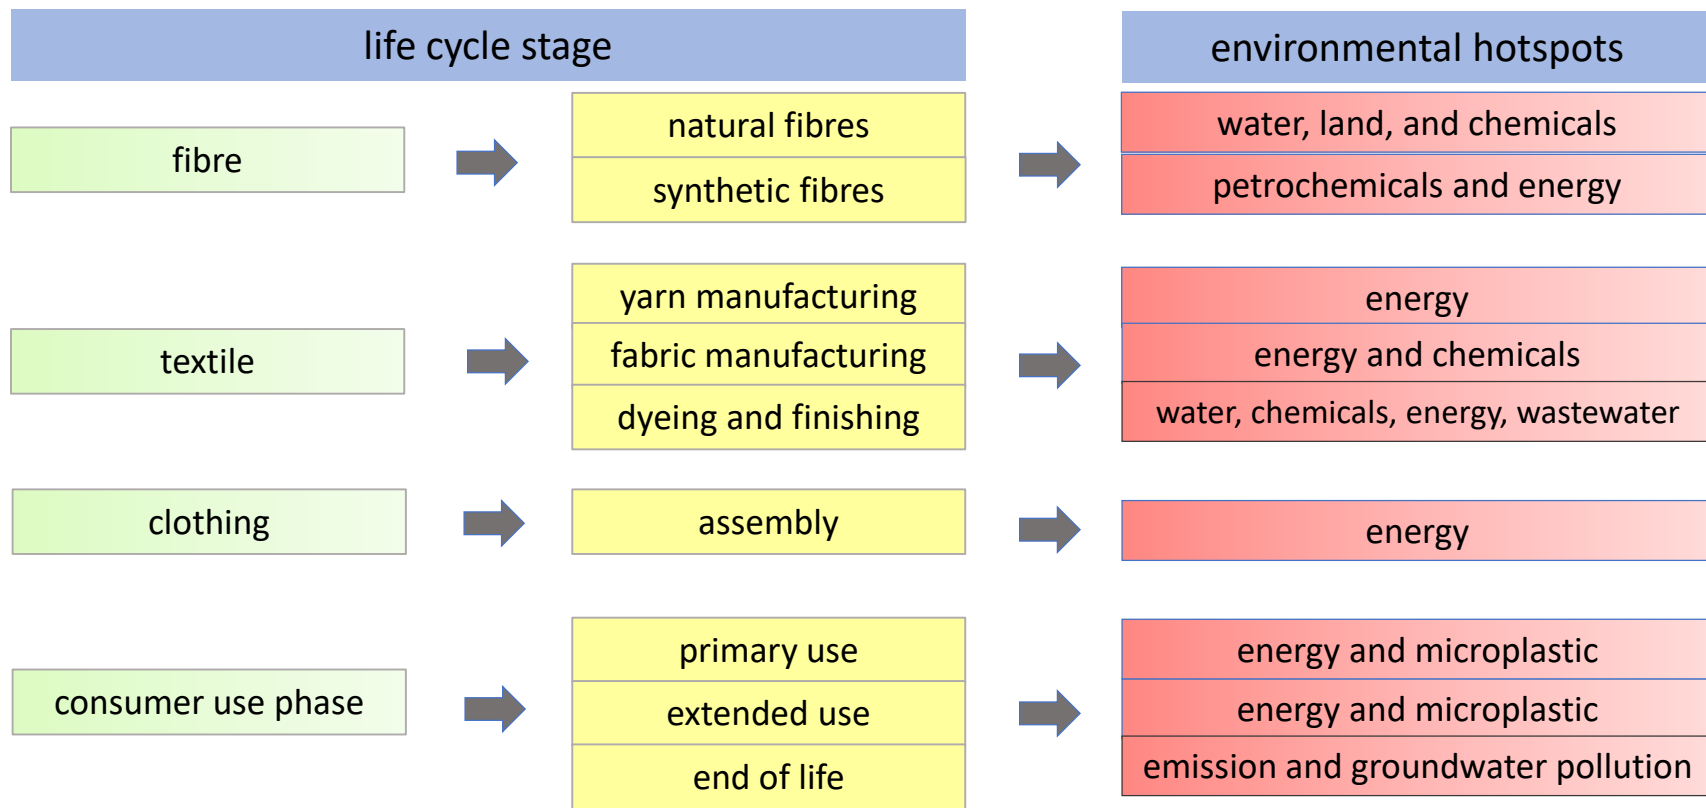 life cycle stage
environmental hotspots
fibre
natural fibres
synthetic fibres
water, land, and chemicals
petrochemicals and energy
textile
yarn manufacturing
fabric manufacturing
dyeing and finishing
energy
energy and chemicals
water, chemicals, energy, wastewater
clothing
assembly
energy
consumer use phase
primary use
extended use
end of life
energy and microplastic
energy and microplastic
emission and groundwater pollution